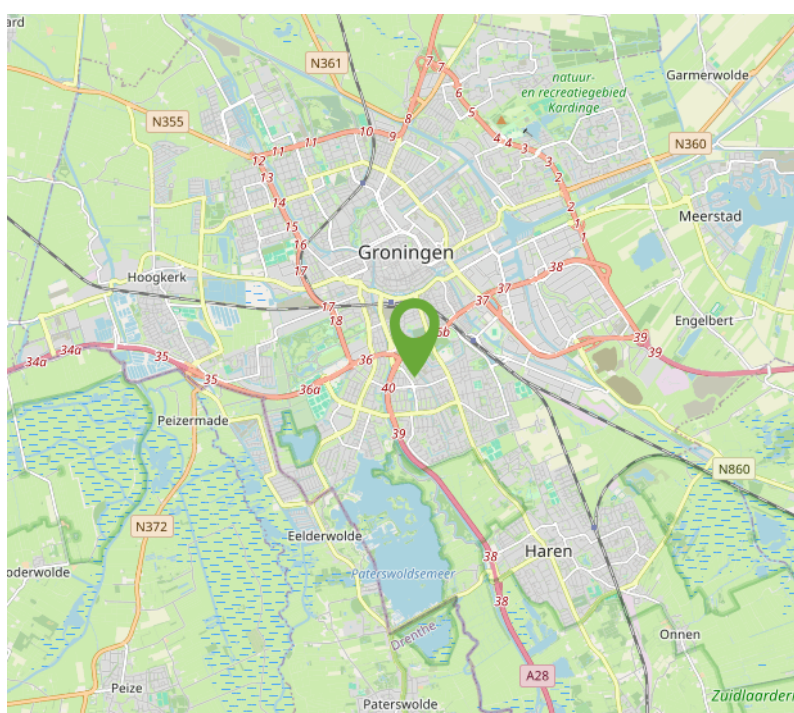 ard
N361
7
7
natuur-
en recreatiegebied
Kardinge
Garmerwolde
6
5
8
N355
10
9
11
11
12
4
4
3
3
N360
13
2
14
2
Meerstad
15
1
1
16
Groningen
17
38
Hoogkerk
37
37
17
18
Engelbert
6b
39
39
34a
34a
35
35
36
36a
40
Peizermade
39
N860
N372
Eelderwolde
Haren
38
oderwolde
Paterswoldsemeer
38
Drenthe
Onnen
A28
Peize
Zuidlaarder
Paterswolde